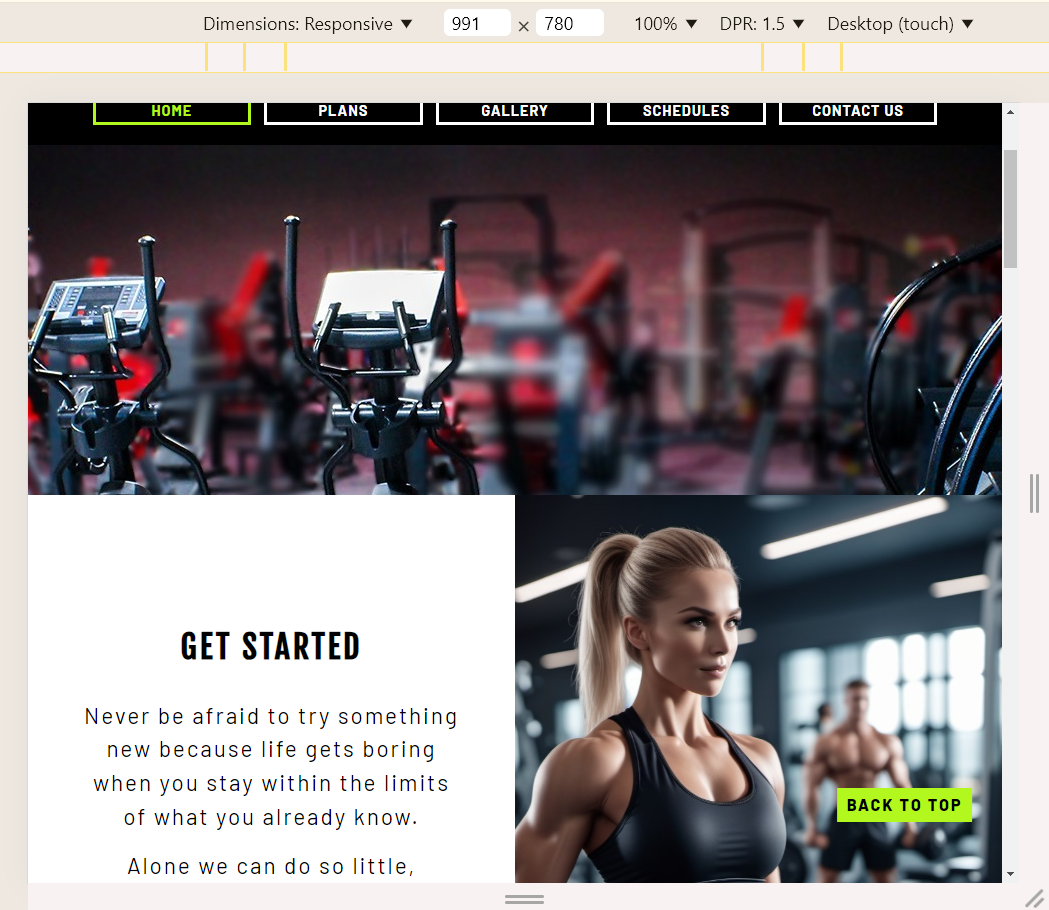 Dimensions: Responsive ▼ 991 × 780 100% ▼ DPR: 1.5 ▼ Desktop (touch) ▼
HOME PLANS GALLERY SCHEDULES CONTACT US
GET STARTED
Never be afraid to try something
new because life gets boring
when you stay within the limits
of what you already know.
Alone we can do so little,
BACK TO TOP